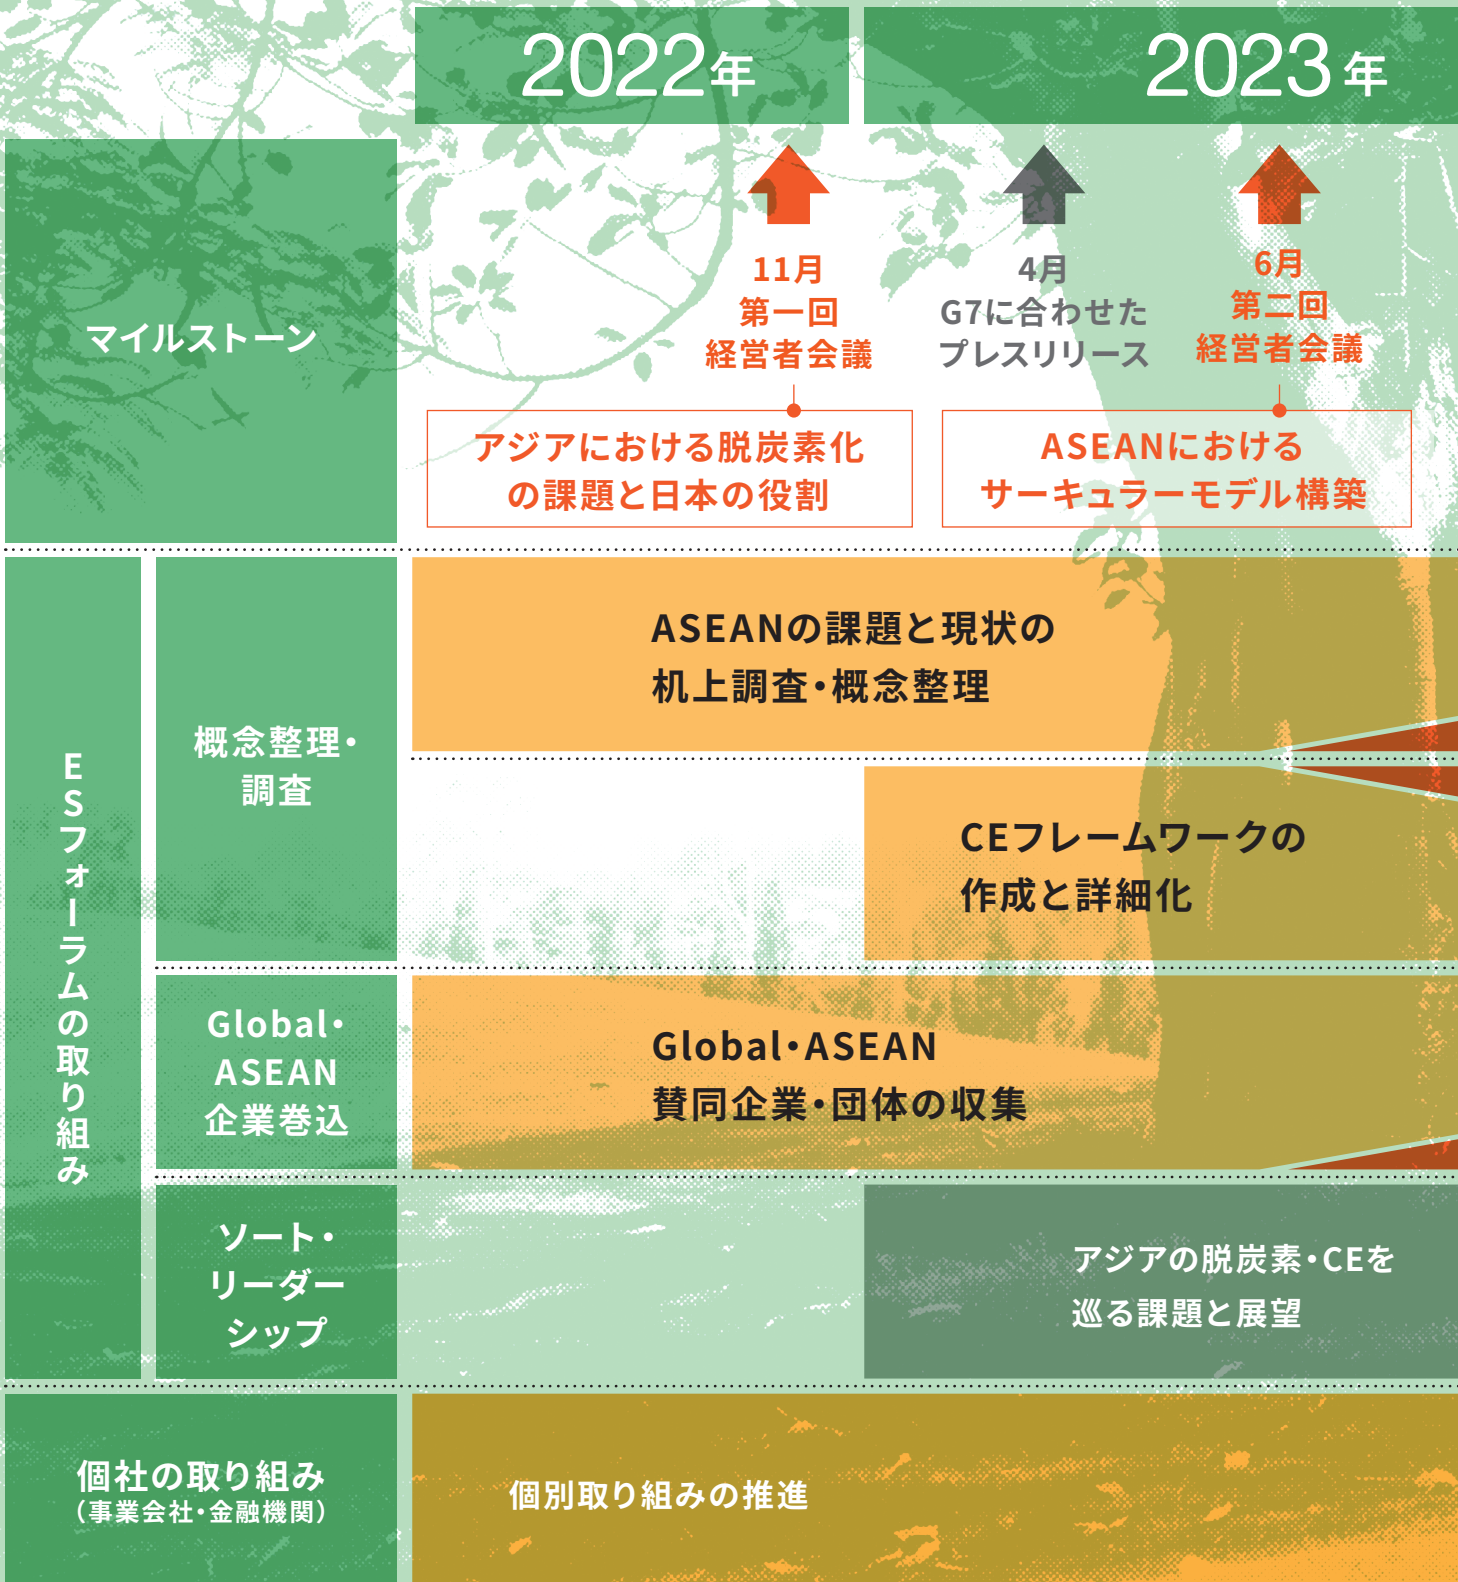 2022年
2023年
マイルストーン
11月
第一回
経営者会議
4月
G7に合わせた
プレスリリース
6月
第二回
経営者会議
アジアにおける脱炭素化
の課題と日本の役割
ASEANにおける
サーキュラーモデル構築
ESフォーラムの取り組み
概念整理・
調査
ASEANの課題と現状の
机上調査・概念整理
CEフレームワークの
作成と詳細化
Global・
ASEAN
企業巻込
Global・ASEAN
賛同企業・団体の収集
ソート・
リーダー
シップ
アジアの脱炭素・CEを
巡る課題と展望
個社の取り組み
（事業会社・金融機関）
個別取り組みの推進